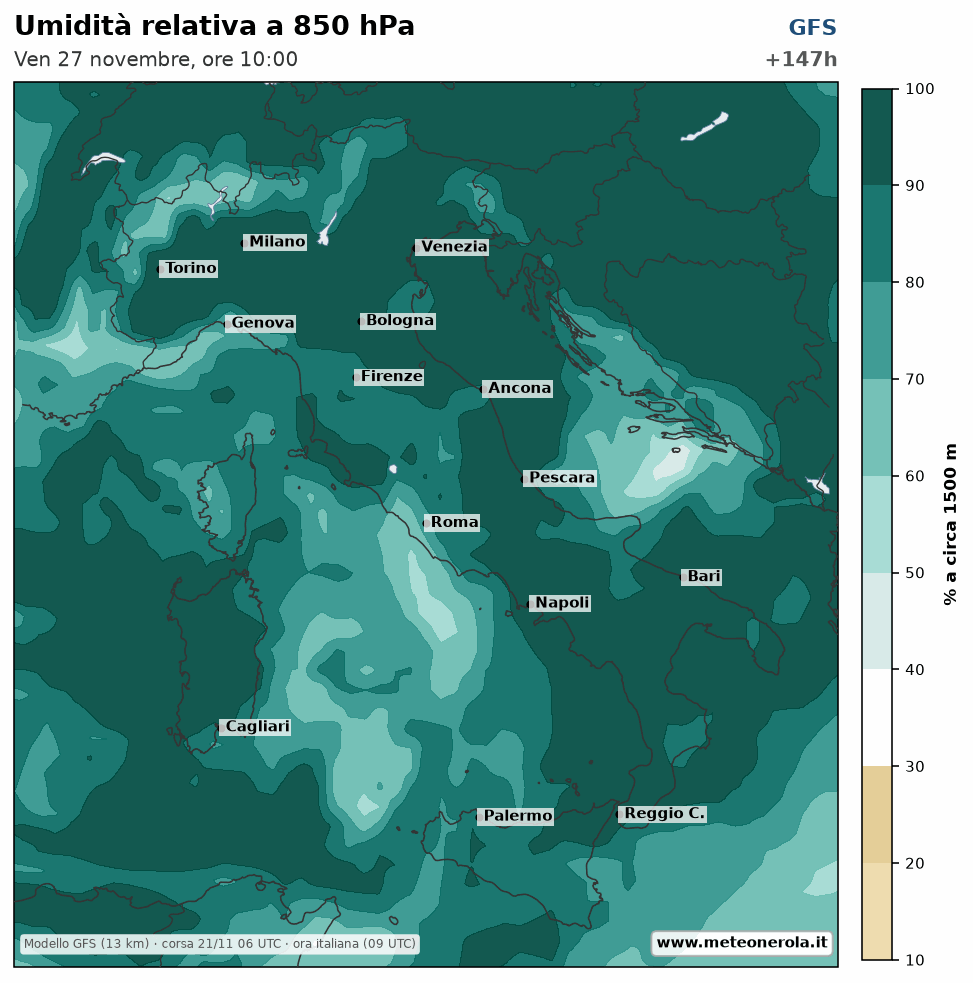 Umidità relativa a 850 hPa
GFS
Ven 27 novembre, ore 10:00
+147h
100
90
80
70
60
50
40
30
20
10
% a circa 1500 m
Milano
Venezia
Torino
Genova
Bologna
Firenze
Ancona
Pescara
Roma
Bari
Napoli
Cagliari
Palermo
Reggio C.
Modello GFS (13 km) · corsa 21/11 06 UTC · ora italiana (09 UTC)
www.meteonerola.it